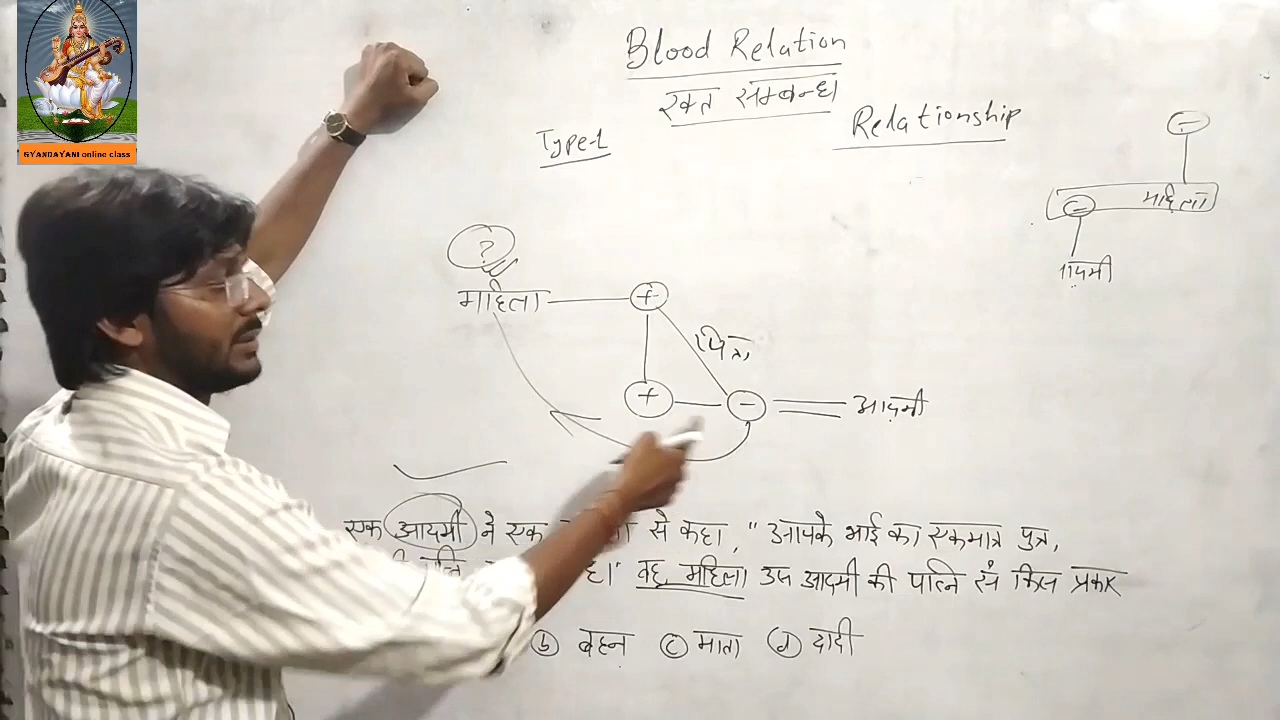 GYANDAYANI online class
Blood Relation
रक्त सम्बन्ध
Type-1
Relationship
-
महिला
-
?
महिला
+
+
-
आदमी
एक आदमी ने एक से कहा, "आपके भाई का एकमात्र पुत्र,
वह महिला उस आदमी की पत्नि से किस प्रकार
ⓑ बहन ⓒ माता ⓓ दादी